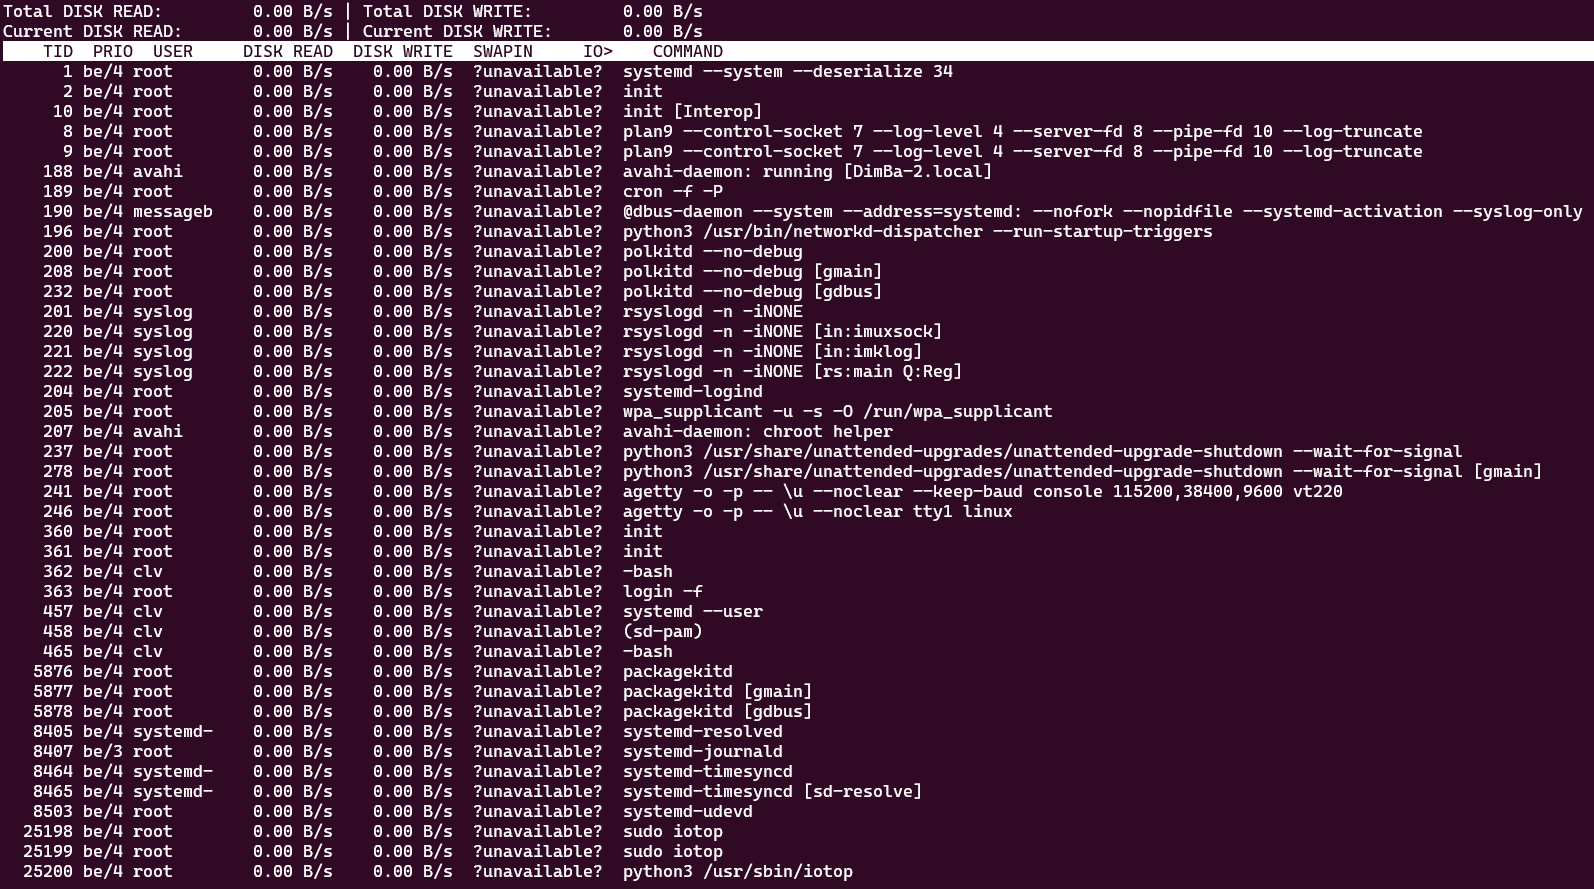 Total DISK READ:         0.00 B/s | Total DISK WRITE:         0.00 B/s
Current DISK READ:       0.00 B/s | Current DISK WRITE:       0.00 B/s
    TID  PRIO  USER     DISK READ  DISK WRITE  SWAPIN     IO>    COMMAND
      1 be/4 root        0.00 B/s    0.00 B/s  ?unavailable?  systemd --system --deserialize 34
      2 be/4 root        0.00 B/s    0.00 B/s  ?unavailable?  init
     10 be/4 root        0.00 B/s    0.00 B/s  ?unavailable?  init [Interop]
      8 be/4 root        0.00 B/s    0.00 B/s  ?unavailable?  plan9 --control-socket 7 --log-level 4 --server-fd 8 --pipe-fd 10 --log-truncate
      9 be/4 root        0.00 B/s    0.00 B/s  ?unavailable?  plan9 --control-socket 7 --log-level 4 --server-fd 8 --pipe-fd 10 --log-truncate
    188 be/4 avahi       0.00 B/s    0.00 B/s  ?unavailable?  avahi-daemon: running [DimBa-2.local]
    189 be/4 root        0.00 B/s    0.00 B/s  ?unavailable?  cron -f -P
    190 be/4 messageb    0.00 B/s    0.00 B/s  ?unavailable?  @dbus-daemon --system --address=systemd: --nofork --nopidfile --systemd-activation --syslog-only
    196 be/4 root        0.00 B/s    0.00 B/s  ?unavailable?  python3 /usr/bin/networkd-dispatcher --run-startup-triggers
    200 be/4 root        0.00 B/s    0.00 B/s  ?unavailable?  polkitd --no-debug
    208 be/4 root        0.00 B/s    0.00 B/s  ?unavailable?  polkitd --no-debug [gmain]
    232 be/4 root        0.00 B/s    0.00 B/s  ?unavailable?  polkitd --no-debug [gdbus]
    201 be/4 syslog      0.00 B/s    0.00 B/s  ?unavailable?  rsyslogd -n -iNONE
    220 be/4 syslog      0.00 B/s    0.00 B/s  ?unavailable?  rsyslogd -n -iNONE [in:imuxsock]
    221 be/4 syslog      0.00 B/s    0.00 B/s  ?unavailable?  rsyslogd -n -iNONE [in:imklog]
    222 be/4 syslog      0.00 B/s    0.00 B/s  ?unavailable?  rsyslogd -n -iNONE [rs:main Q:Reg]
    204 be/4 root        0.00 B/s    0.00 B/s  ?unavailable?  systemd-logind
    205 be/4 root        0.00 B/s    0.00 B/s  ?unavailable?  wpa_supplicant -u -s -O /run/wpa_supplicant
    207 be/4 avahi       0.00 B/s    0.00 B/s  ?unavailable?  avahi-daemon: chroot helper
    237 be/4 root        0.00 B/s    0.00 B/s  ?unavailable?  python3 /usr/share/unattended-upgrades/unattended-upgrade-shutdown --wait-for-signal
    278 be/4 root        0.00 B/s    0.00 B/s  ?unavailable?  python3 /usr/share/unattended-upgrades/unattended-upgrade-shutdown --wait-for-signal [gmain]
    241 be/4 root        0.00 B/s    0.00 B/s  ?unavailable?  agetty -o -p -- \u --noclear --keep-baud console 115200,38400,9600 vt220
    246 be/4 root        0.00 B/s    0.00 B/s  ?unavailable?  agetty -o -p -- \u --noclear tty1 linux
    360 be/4 root        0.00 B/s    0.00 B/s  ?unavailable?  init
    361 be/4 root        0.00 B/s    0.00 B/s  ?unavailable?  init
    362 be/4 clv         0.00 B/s    0.00 B/s  ?unavailable?  -bash
    363 be/4 root        0.00 B/s    0.00 B/s  ?unavailable?  login -f
    457 be/4 clv         0.00 B/s    0.00 B/s  ?unavailable?  systemd --user
    458 be/4 clv         0.00 B/s    0.00 B/s  ?unavailable?  (sd-pam)
    465 be/4 clv         0.00 B/s    0.00 B/s  ?unavailable?  -bash
   5876 be/4 root        0.00 B/s    0.00 B/s  ?unavailable?  packagekitd
   5877 be/4 root        0.00 B/s    0.00 B/s  ?unavailable?  packagekitd [gmain]
   5878 be/4 root        0.00 B/s    0.00 B/s  ?unavailable?  packagekitd [gdbus]
   8405 be/4 systemd-    0.00 B/s    0.00 B/s  ?unavailable?  systemd-resolved
   8407 be/3 root        0.00 B/s    0.00 B/s  ?unavailable?  systemd-journald
   8464 be/4 systemd-    0.00 B/s    0.00 B/s  ?unavailable?  systemd-timesyncd
   8465 be/4 systemd-    0.00 B/s    0.00 B/s  ?unavailable?  systemd-timesyncd [sd-resolve]
   8503 be/4 root        0.00 B/s    0.00 B/s  ?unavailable?  systemd-udevd
  25198 be/4 root        0.00 B/s    0.00 B/s  ?unavailable?  sudo iotop
  25199 be/4 root        0.00 B/s    0.00 B/s  ?unavailable?  sudo iotop
  25200 be/4 root        0.00 B/s    0.00 B/s  ?unavailable?  python3 /usr/sbin/iotop